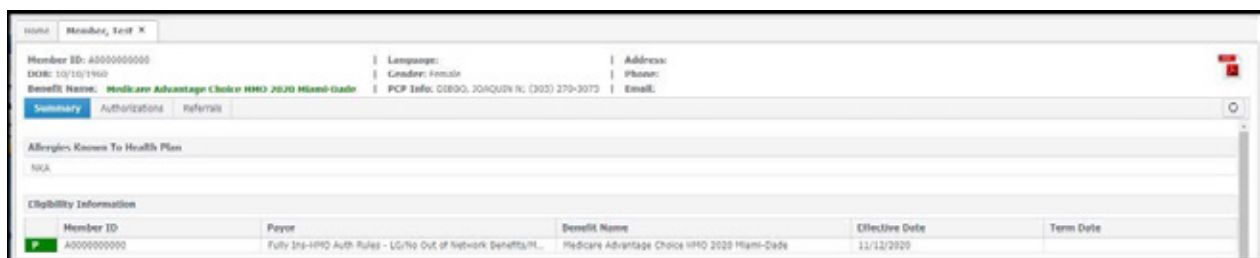 Home Member, Test X
Member ID: A0000000000 | Language: | Address:
DOB: 10/10/1960 | Gender: Female | Phone:
Benefit Name: Medicare Advantage Choice HMO 2020 Miami-Dade | PCP Info: DIEGO, JOAQUIN N; (305) 270-3075 | Email:
Summary Authorizations Referrals
Allergies Known To Health Plan
NKA
Eligibility Information
Member ID Payor Benefit Name Effective Date Term Date
P A0000000000 Fully Ins-HMO Auth Rules - LG/No Out of Network Benefits/M... Medicare Advantage Choice HMO 2020 Miami-Dade 11/12/2020